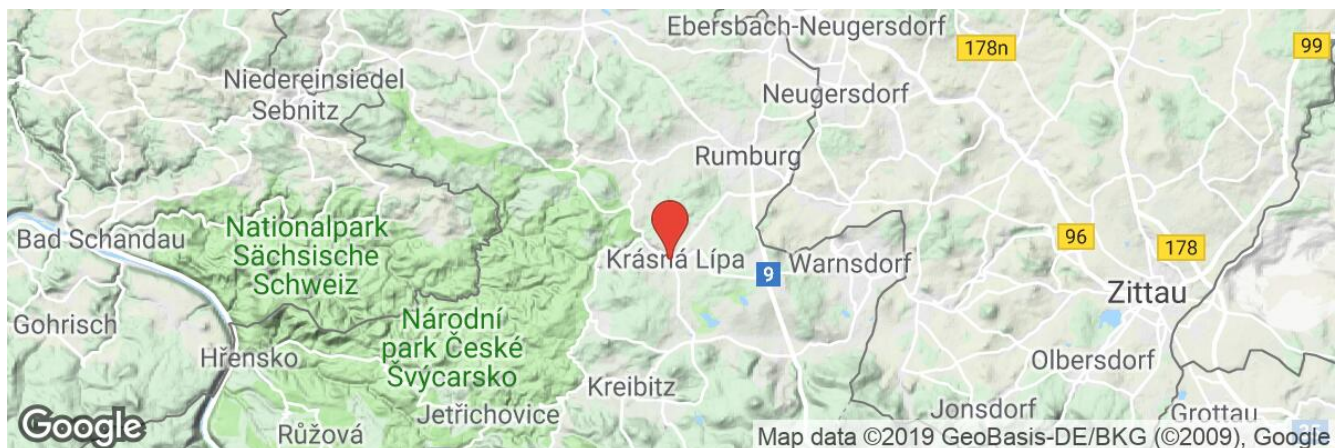 Ebersbach-Neugersdorf
178n
99
Niedereinsiedel
Sebnitz
Neugersdorf
Rumburg
Nationalpark
Sächsische
Schweiz
Bad Schandau
96
178
Krásná Lípa
9
Warnsdorf
Zittau
Gohrisch
Národní
park České
Švýcarsko
Hřensko
Olbersdorf
Kreibitz
Jetřichovice
Jonsdorf
Grottau
Růžová
Google
Map data ©2019 GeoBasis-DE/BKG (©2009), Google